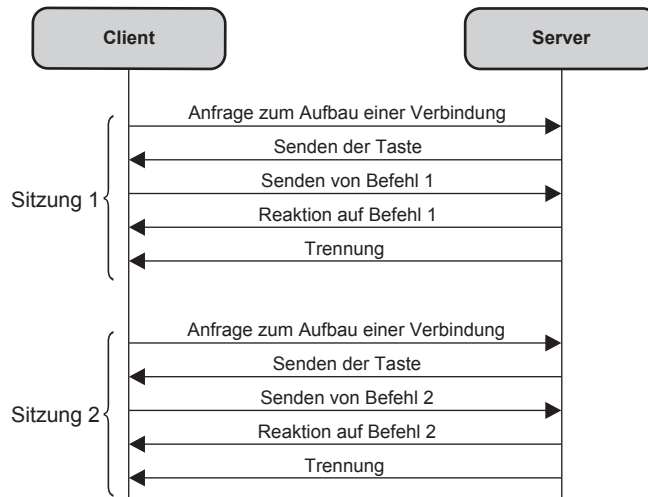 Client
Server
Anfrage zum Aufbau einer Verbindung
Senden der Taste
Senden von Befehl 1
Sitzung 1
Reaktion auf Befehl 1
Trennung
Anfrage zum Aufbau einer Verbindung
Senden der Taste
Senden von Befehl 2
Sitzung 2
Reaktion auf Befehl 2
Trennung